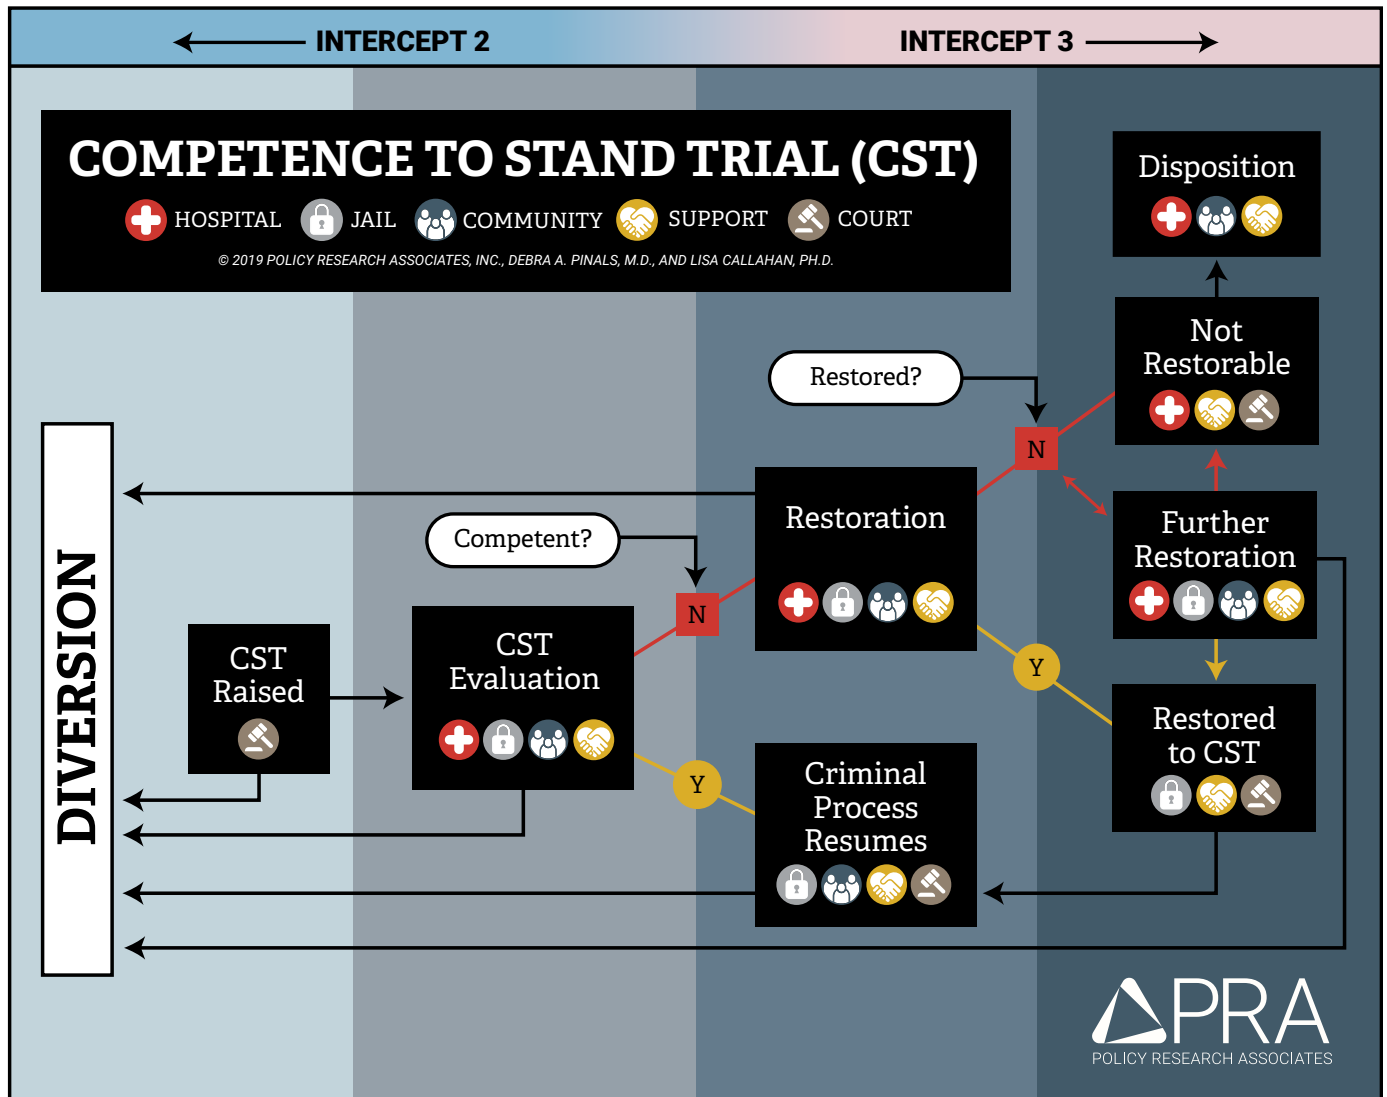 INTERCEPT 2
INTERCEPT 3
COMPETENCE TO STAND TRIAL (CST)
HOSPITAL JAIL COMMUNITY SUPPORT COURT
© 2019 POLICY RESEARCH ASSOCIATES, INC., DEBRA A. PINALS, M.D., AND LISA CALLAHAN, PH.D.
Disposition
Not
Restorable
Restored?
N
Restoration
Further
Restoration
Competent?
N
DIVERSION
CST
Raised
CST
Evaluation
Y
Restored
to CST
Y
Criminal
Process
Resumes
PRA
POLICY RESEARCH ASSOCIATES